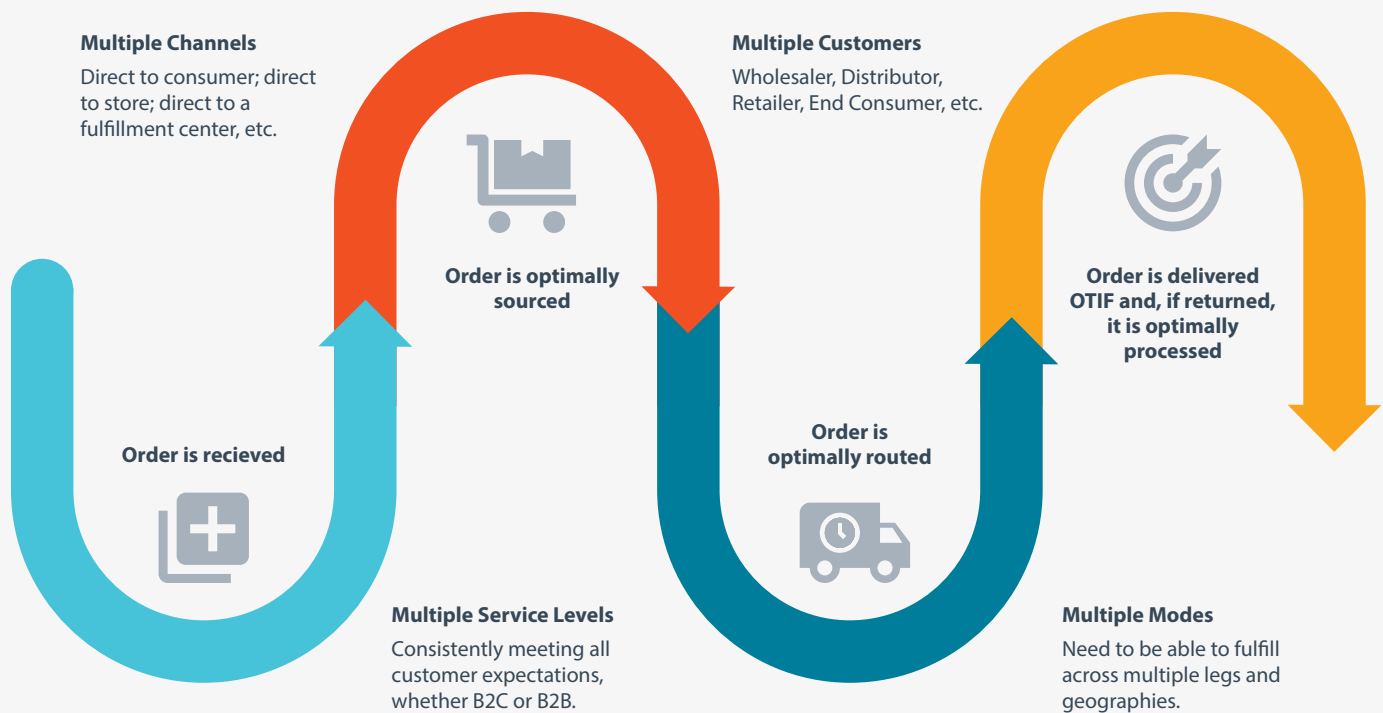 Multiple Channels
Direct to consumer; direct
to store; direct to a
fulfillment center, etc.
Order is recieved
Order is optimally
sourced
Multiple Service Levels
Consistently meeting all
customer expectations,
whether B2C or B2B.
Multiple Customers
Wholesaler, Distributor,
Retailer, End Consumer, etc.
Order is
optimally routed
Order is delivered
OTIF and, if returned,
it is optimally
processed
Multiple Modes
Need to be able to fulfill
across multiple legs and
geographies.